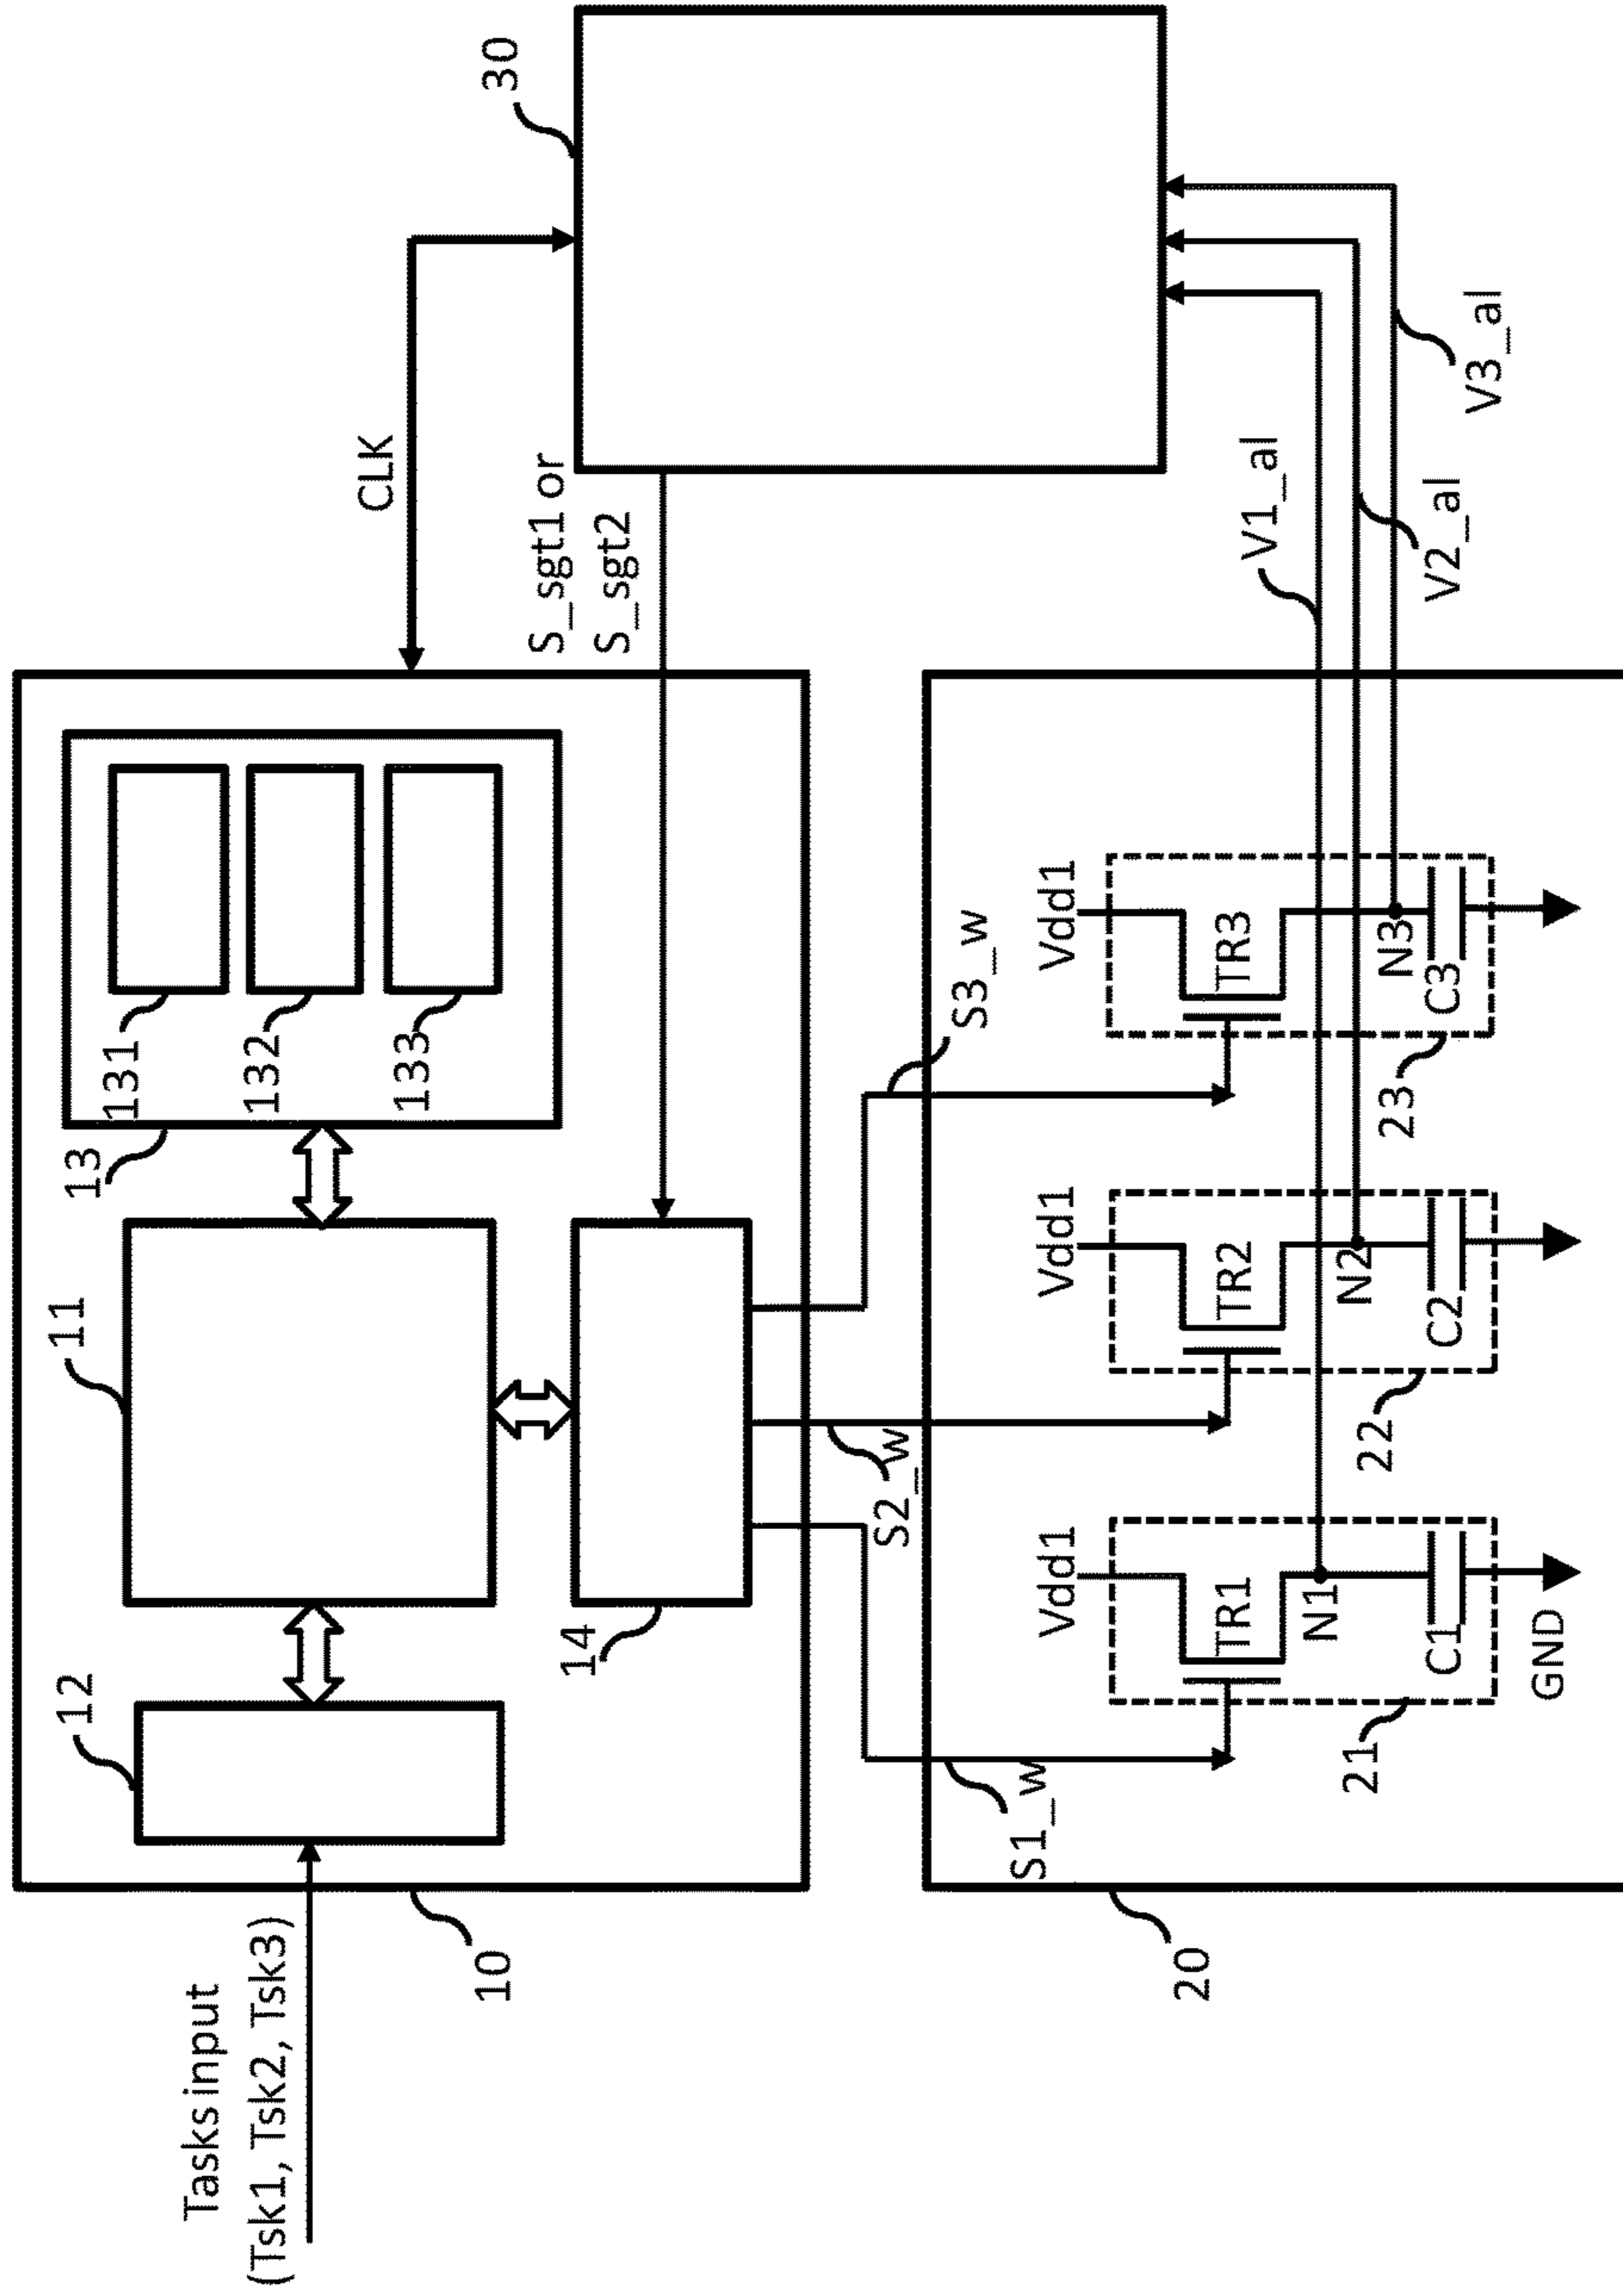 Tasks input
(Tsk1, Tsk2, Tsk3)
10
12
11
13
131
132
133
14
CLK
30
S_sgt1 or
S_sgt2
S1_w
S2_w
S3_w
20
Vdd1
Vdd1
Vdd1
TR1
TR2
TR3
N1
N2
N3
C1
C2
C3
21
22
23
GND
V1_al
V2_al
V3_al